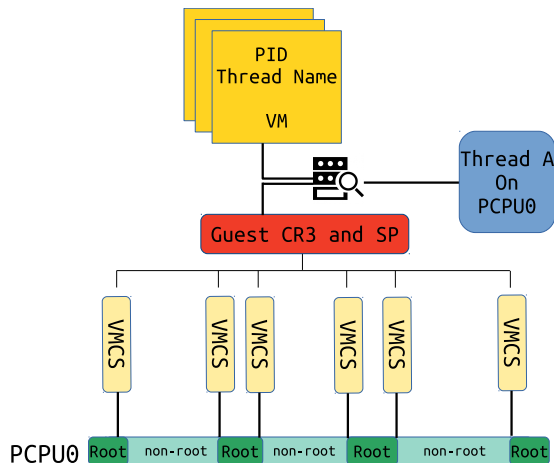 PID
Thread Name
VM
Thread A
On
PCPU0
Guest CR3 and SP
VMCS
VMCS
VMCS
VMCS
VMCS
VMCS
PCPU0
Root
non-root
Root
non-root
Root
non-root
Root